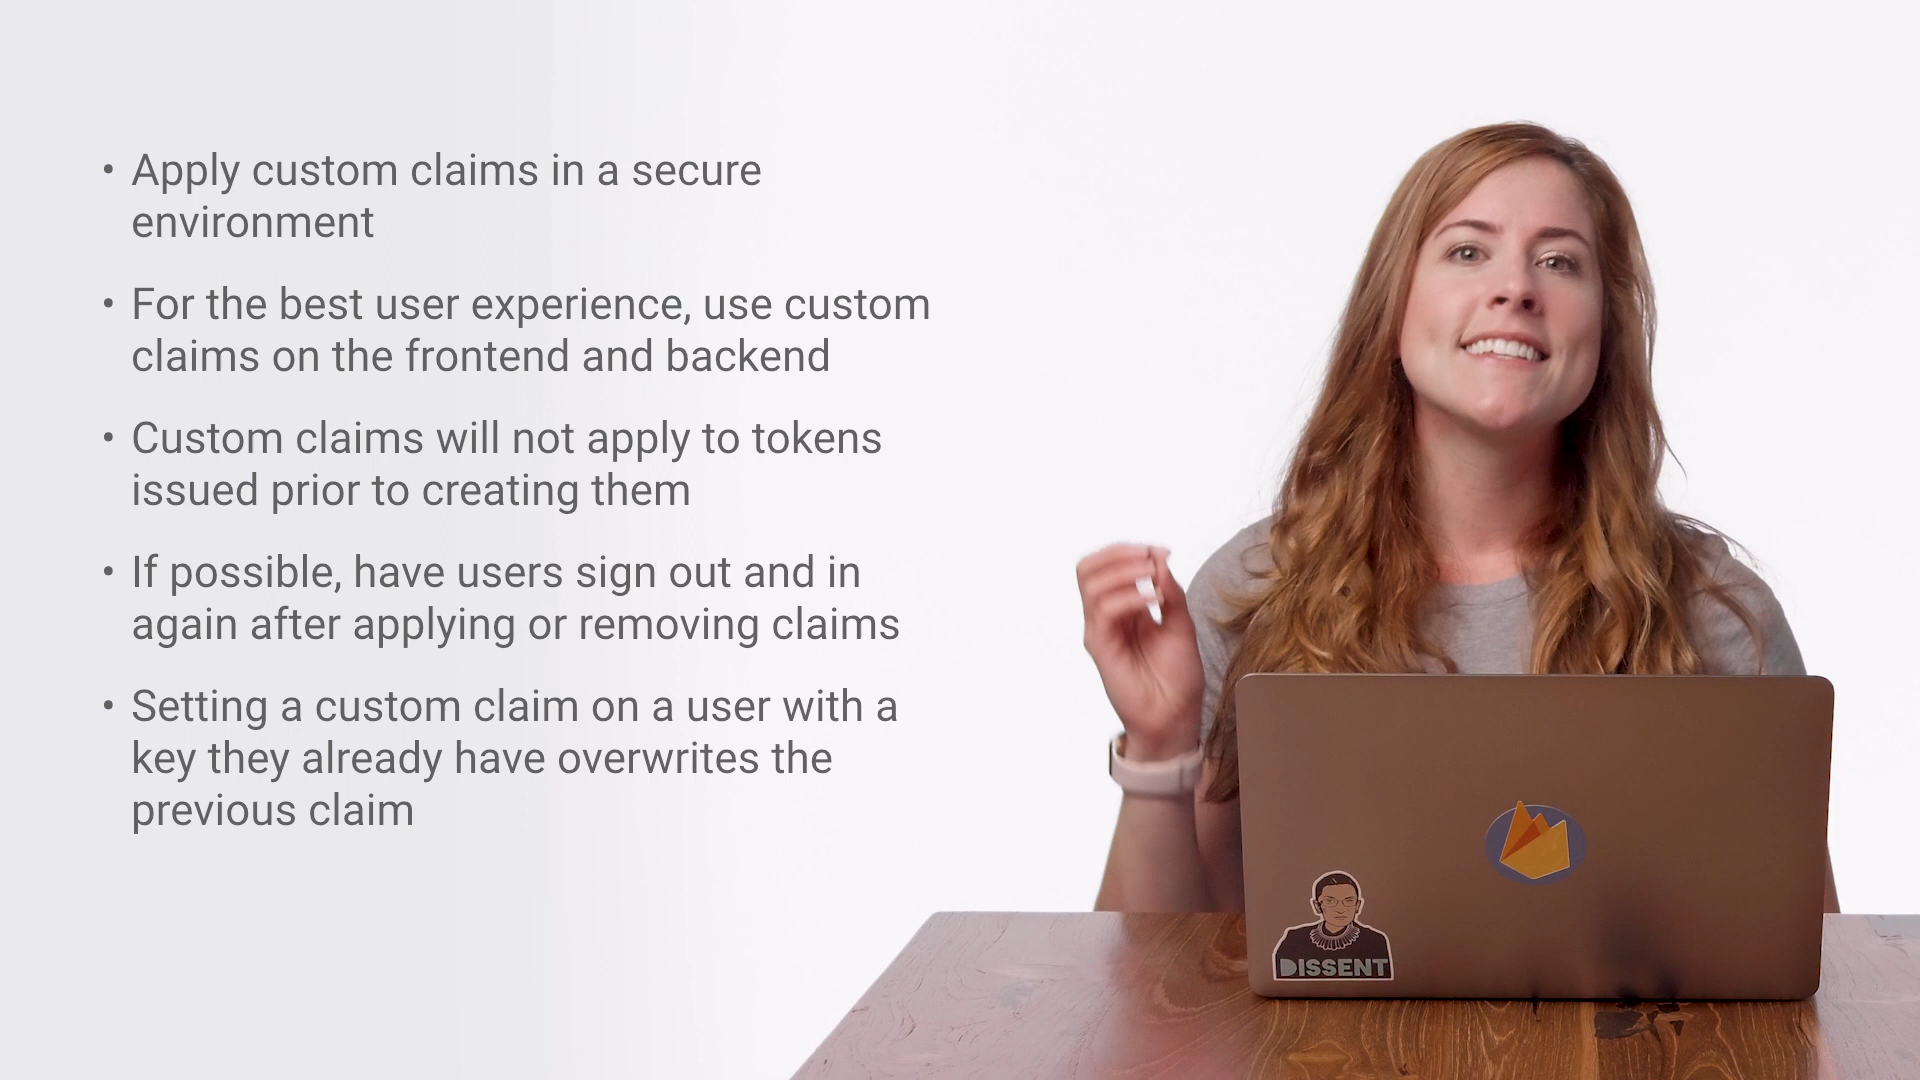 • Apply custom claims in a secure
environment
• For the best user experience, use custom
claims on the frontend and backend
• Custom claims will not apply to tokens
issued prior to creating them
• If possible, have users sign out and in
again after applying or removing claims
• Setting a custom claim on a user with a
key they already have overwrites the
previous claim
DISSENT